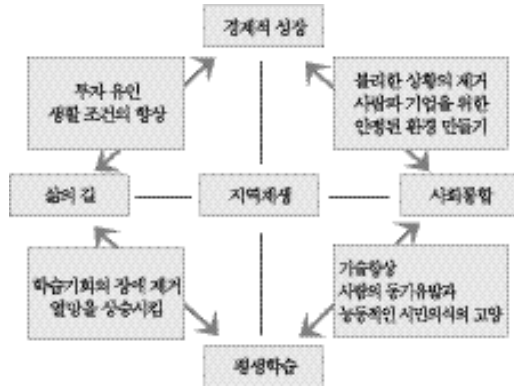 경제적 성장
투자 유인
생활 조건의 향상
불리한 상황의 제거
사람과 기업을 위한
안정된 환경 만들기
삶의 길
지역재생
사회통합
학습기회의 장애 제거
열망을 상승시킴
기술향상
사람의 동기유발과
능동적인 시민의식의 고양
평생학습